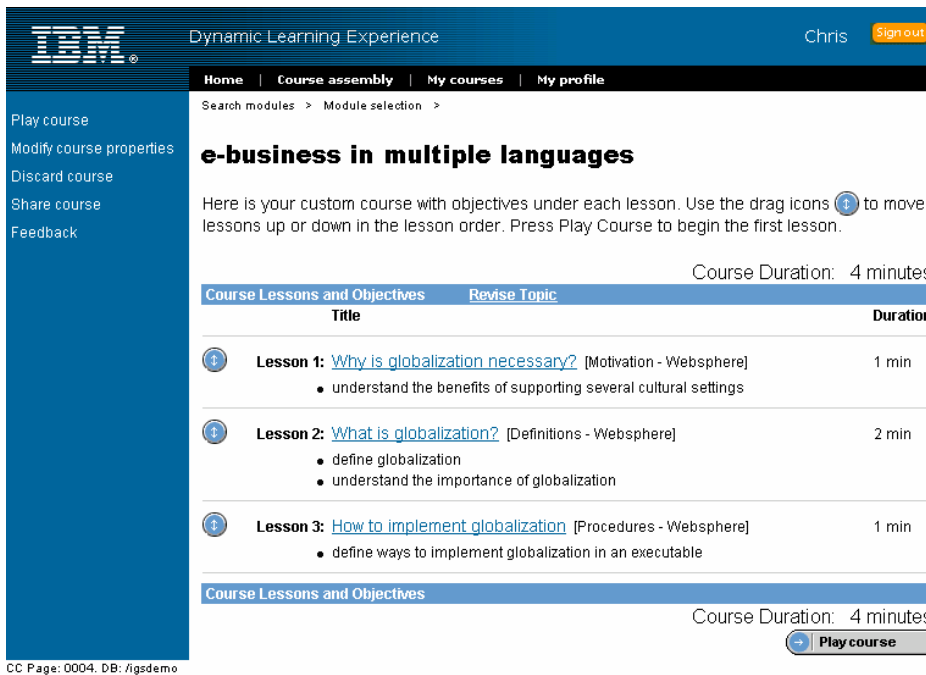 IBM®
Dynamic Learning Experience
Chris
Sign out
Home | Course assembly | My courses | My profile
Search modules > Module selection >
Play course
Modify course properties
Discard course
Share course
Feedback
e-business in multiple languages
Here is your custom course with objectives under each lesson. Use the drag icons to move
lessons up or down in the lesson order. Press Play Course to begin the first lesson.
Course Duration: 4 minutes
Course Lessons and Objectives Revise Topic
Title Duration
Lesson 1: Why is globalization necessary? [Motivation - Websphere] 1 min
• understand the benefits of supporting several cultural settings
Lesson 2: What is globalization? [Definitions - Websphere] 2 min
• define globalization
• understand the importance of globalization
Lesson 3: How to implement globalization [Procedures - Websphere] 1 min
• define ways to implement globalization in an executable
Course Lessons and Objectives
Course Duration: 4 minutes
Play course
CC Page: 0004. DB: /igsdemo